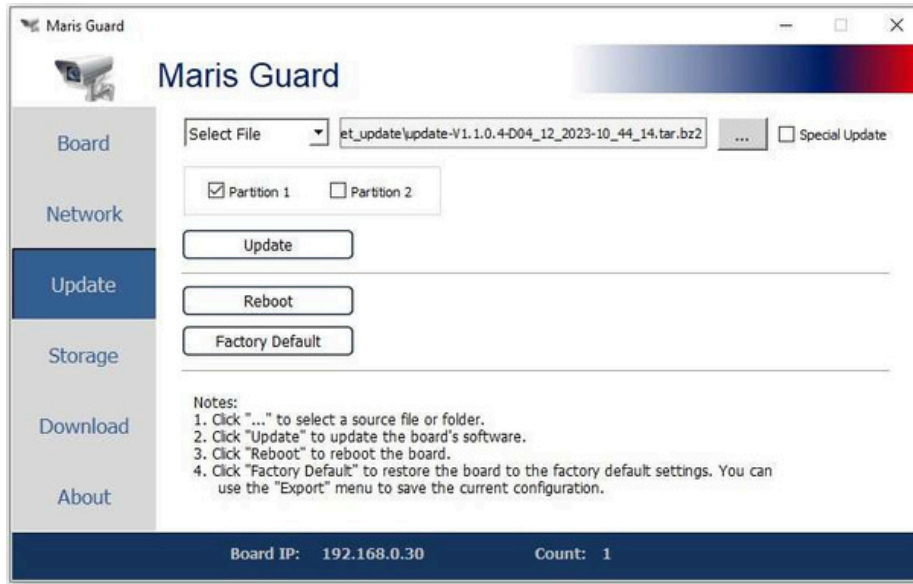 Maris Guard
Maris Guard
Board
Network
Update
Storage
Download
About
Select File
et_update\update-V1.1.0.4-D04_12_2023-10_44_14.tar.bz2
...
Special Update
Partition 1
Partition 2
Update
Reboot
Factory Default
Notes:
1. Click "..." to select a source file or folder.
2. Click "Update" to update the board's software.
3. Click "Reboot" to reboot the board.
4. Click "Factory Default" to restore the board to the factory default settings. You can
use the "Export" menu to save the current configuration.
Board IP: 192.168.0.30 Count: 1